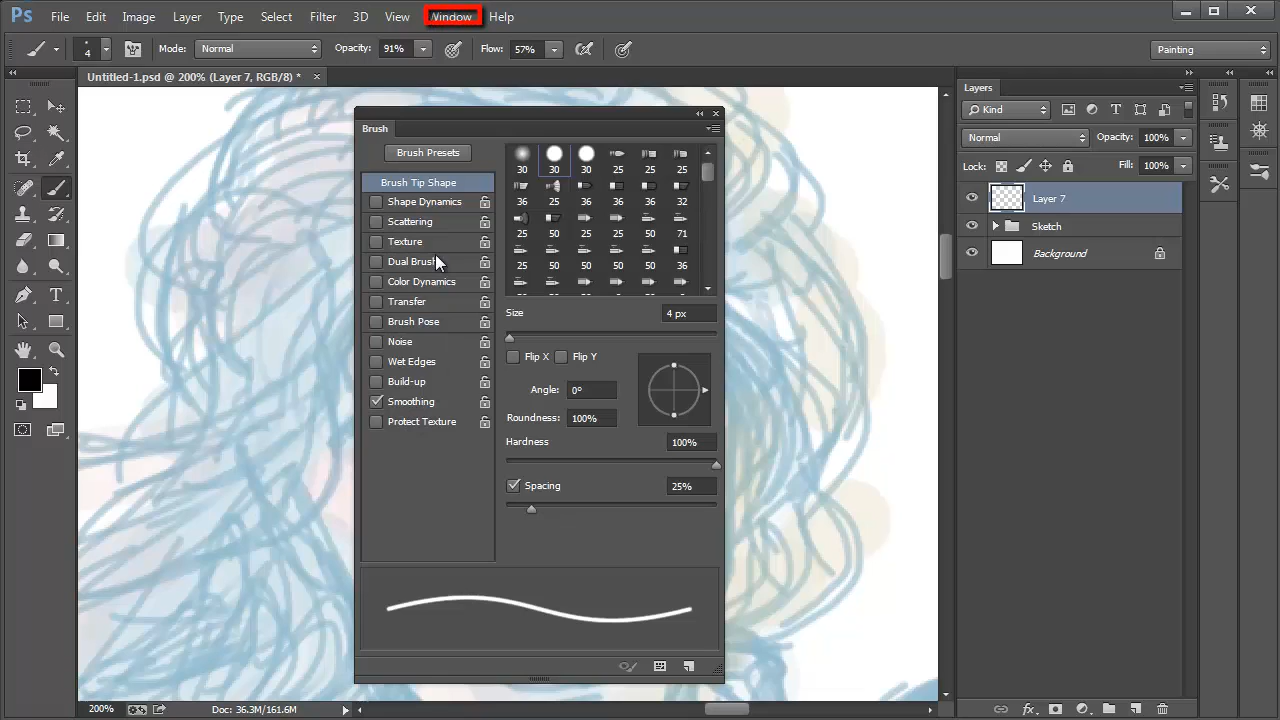 Ps File Edit Image Layer Type Select Filter 3D View Window Help
4 Mode: Normal Opacity: 91% Flow: 57% Painting
Untitled-1.psd @ 200% (Layer 7, RGB/8) *
Brush
Brush Presets
Brush Tip Shape
Shape Dynamics
Scattering
Texture
Dual Brush
Color Dynamics
Transfer
Brush Pose
Noise
Wet Edges
Build-up
Smoothing
Protect Texture
30 30 30 25 25 25
36 25 36 36 36 32
25 50 25 25 50 71
25 50 50 50 50 36
Size 4 px
Flip X Flip Y
Angle: 0°
Roundness: 100%
Hardness 100%
Spacing 25%
Layers
Kind
Normal Opacity: 100%
Lock: Fill: 100%
Layer 7
Sketch
Background
200% Doc: 36.3M/161.6M